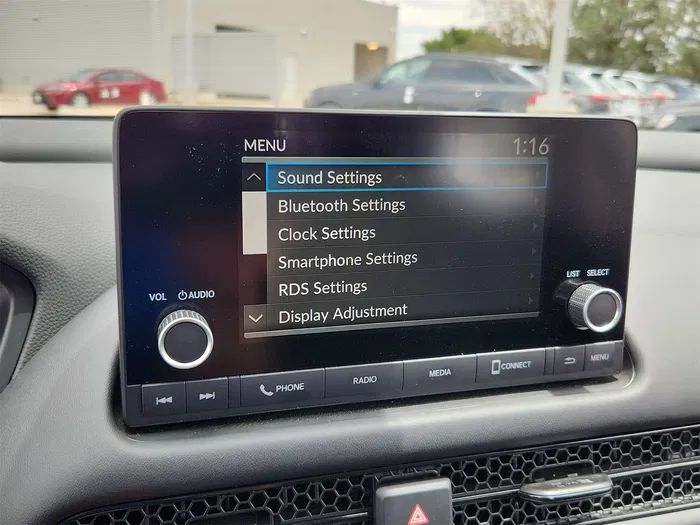 MENU 1:16
Sound Settings
Bluetooth Settings
Clock Settings
Smartphone Settings
RDS Settings
Display Adjustment
VOL AUDIO
LIST SELECT
PHONE RADIO MEDIA CONNECT MENU